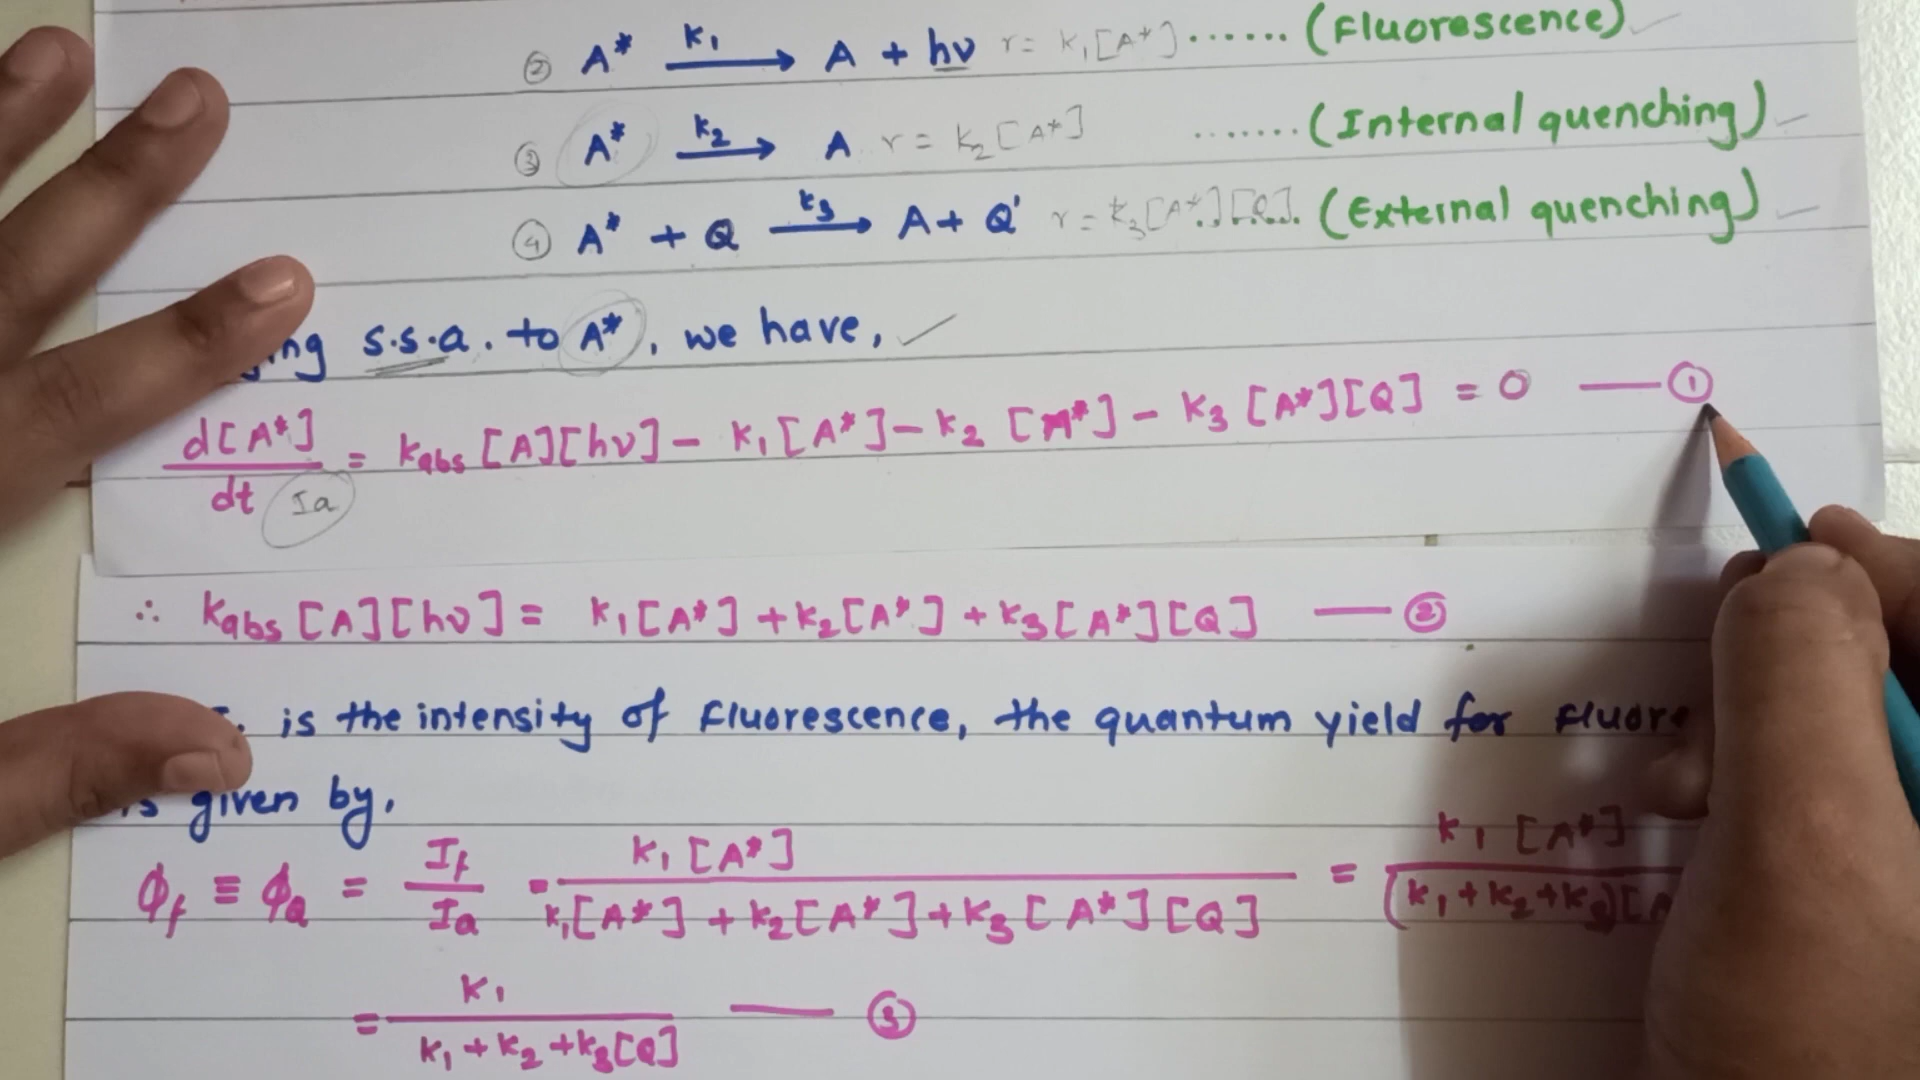 ② A* —k₁→ A + hν r = k₁[A*] ...... (Fluorescence)
③ A* —k₂→ A r = k₂[A*] ....... (Internal quenching)
④ A* + Q —k₃→ A + Q' r = k₃[A*][Q]. (External quenching)
s.s.a. to A*, we have,
d[A*]/dt = kabs [A][hν] - k₁[A*] - k₂[A*] - k₃[A*][Q] = 0 — ①
Ia
∴ kabs[A][hν] = k₁[A*] + k₂[A*] + k₃[A*][Q] — ②
is the intensity of fluorescence, the quantum yield for fluore
is given by,
ϕf ≡ ϕQ = If/Ia = k₁[A*]/k₁[A*] + k₂[A*] + k₃[A*][Q] = k₁[A*]/(k₁+k₂+k₃)[A
= k₁/k₁+k₂+k₃[Q] — ③